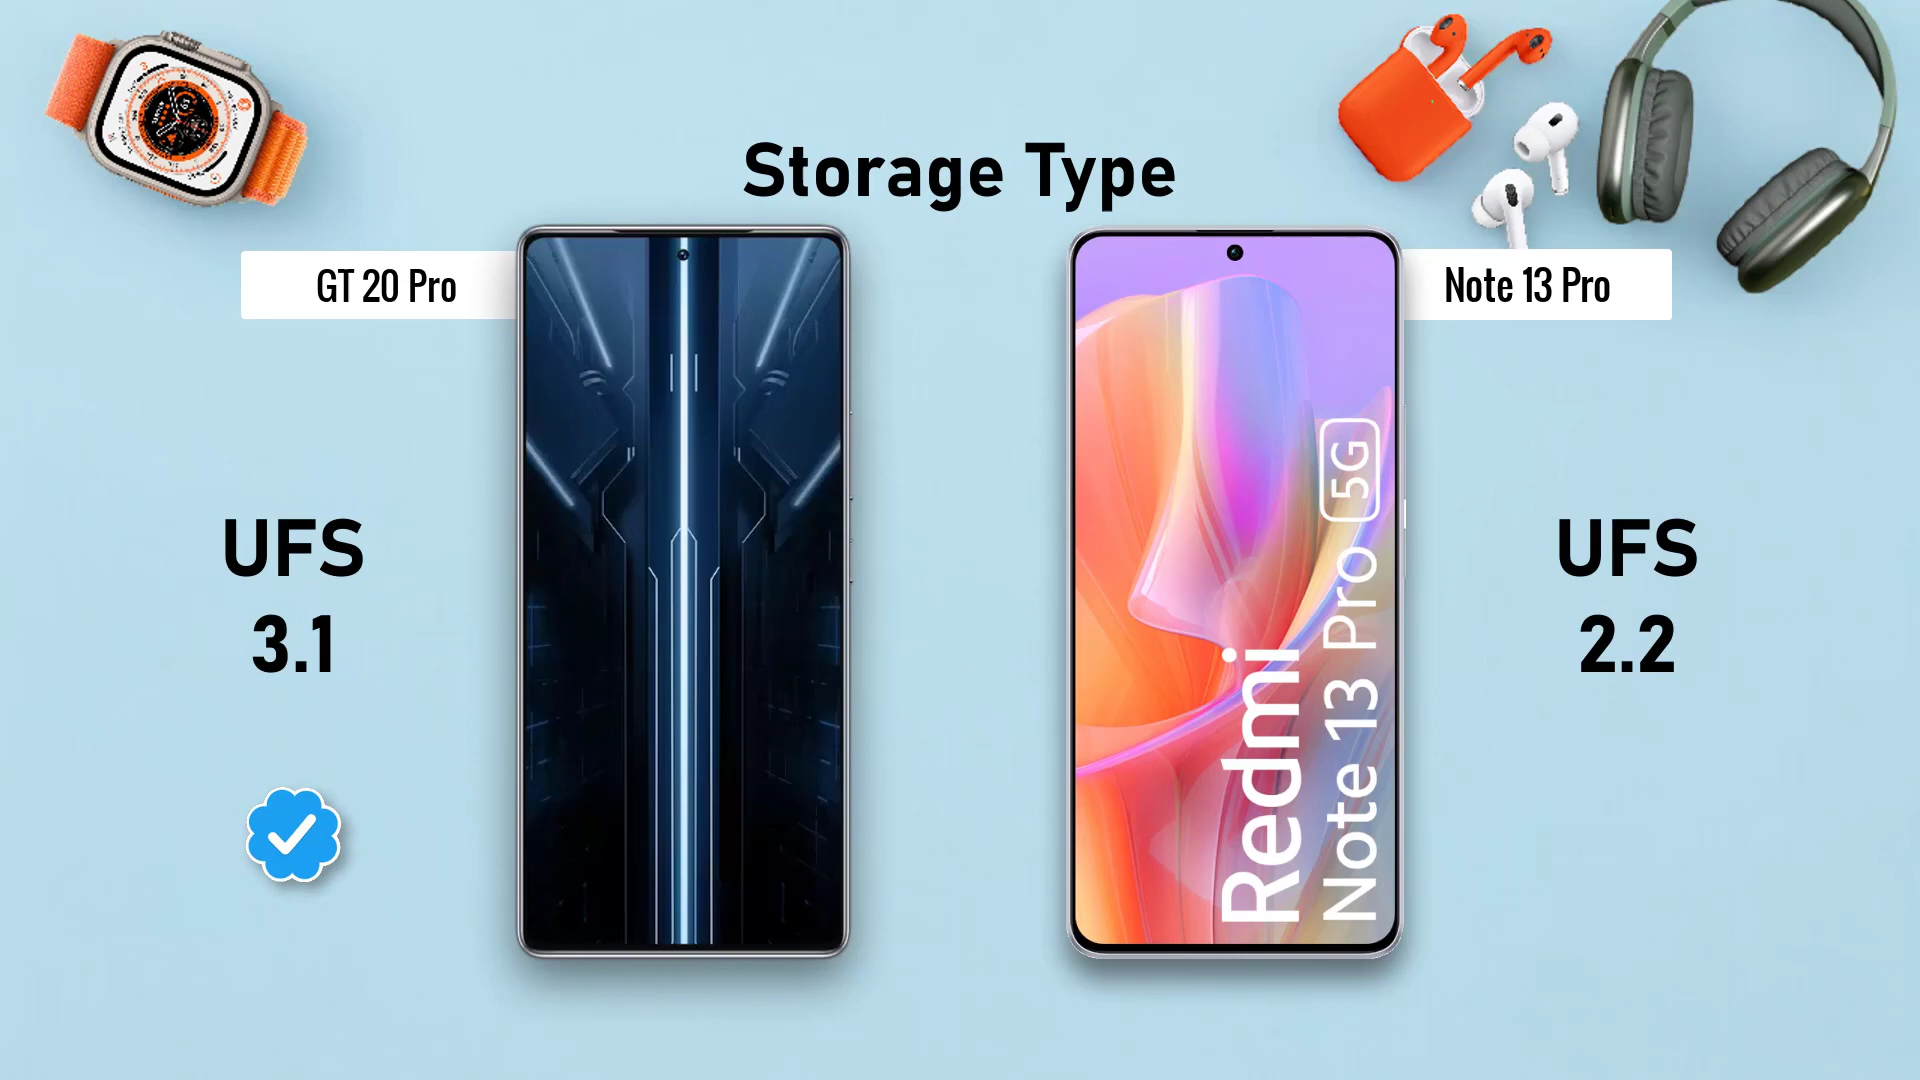 Storage Type
GT 20 Pro
Note 13 Pro
UFS
3.1
UFS
2.2
Redmi
Note 13 Pro 5G